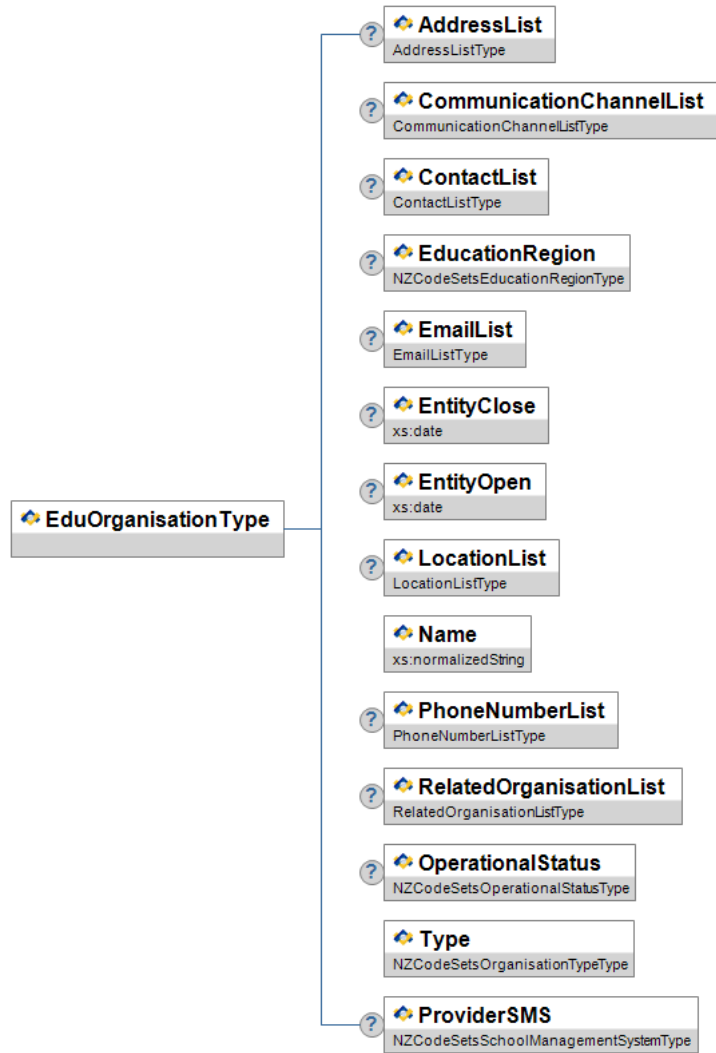 ?
AddressList
AddressListType
?
CommunicationChannelList
CommunicationChannelListType
?
ContactList
ContactListType
?
EducationRegion
NZCodeSetsEducationRegionType
?
EmailList
EmailListType
?
EntityClose
xs:date
?
EntityOpen
xs:date
EduOrganisationType
?
LocationList
LocationListType
Name
xs:normalizedString
?
PhoneNumberList
PhoneNumberListType
?
RelatedOrganisationList
RelatedOrganisationListType
?
OperationalStatus
NZCodeSetsOperationalStatusType
Type
NZCodeSetsOrganisationTypeType
?
ProviderSMS
NZCodeSetsSchoolManagementSystemType